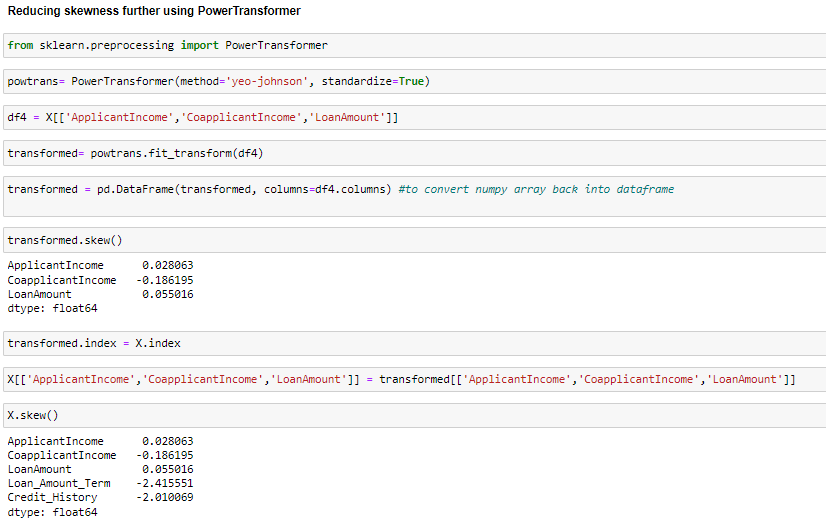 Reducing skewness further using PowerTransformer
from sklearn.preprocessing import PowerTransformer
powtrans= PowerTransformer(method='yeo-johnson', standardize=True)
df4 = X[['ApplicantIncome','CoapplicantIncome','LoanAmount']]
transformed= powtrans.fit_transform(df4)
transformed = pd.DataFrame(transformed, columns=df4.columns) #to convert numpy array back into dataframe
transformed.skew()
ApplicantIncome      0.028063
CoapplicantIncome   -0.186195
LoanAmount           0.055016
dtype: float64
transformed.index = X.index
X[['ApplicantIncome','CoapplicantIncome','LoanAmount']] = transformed[['ApplicantIncome','CoapplicantIncome','LoanAmount']]
X.skew()
ApplicantIncome      0.028063
CoapplicantIncome   -0.186195
LoanAmount           0.055016
Loan_Amount_Term    -2.415551
Credit_History      -2.010069
dtype: float64